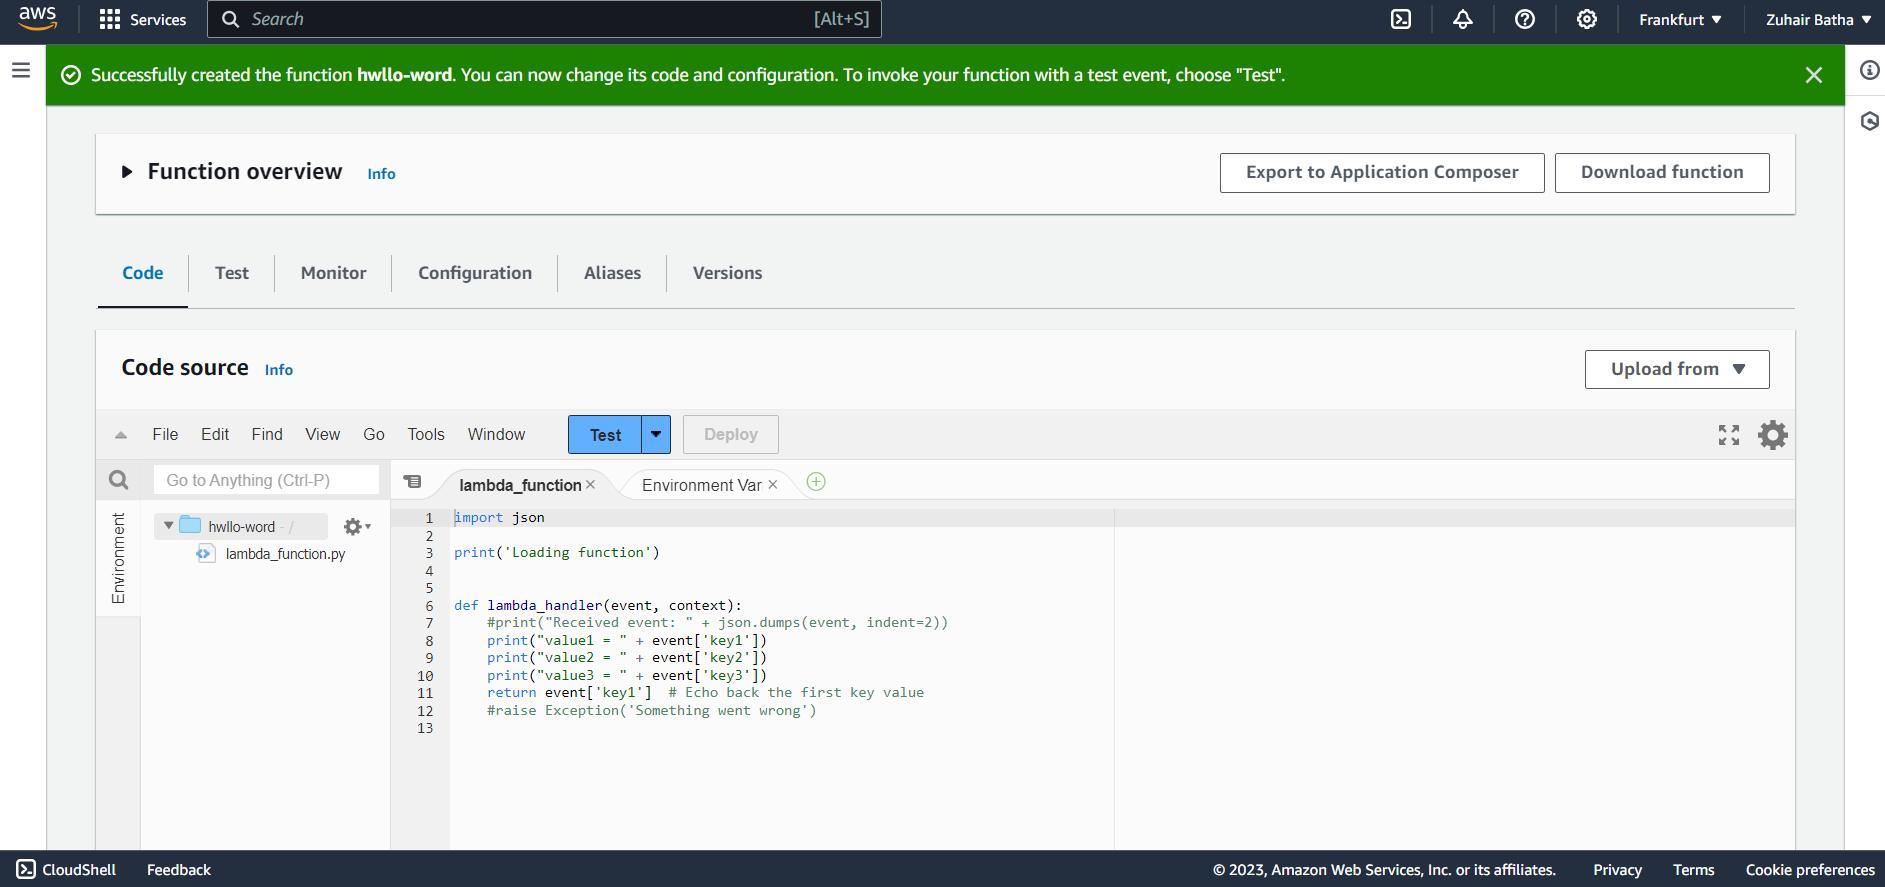 aws Services Search [Alt+S] Frankfurt Zuhair Batha
Successfully created the function hwllo-word. You can now change its code and configuration. To invoke your function with a test event, choose "Test".
Function overview Info Export to Application Composer Download function
Code Test Monitor Configuration Aliases Versions
Code source Info Upload from
File Edit Find View Go Tools Window Test Deploy
Go to Anything (Ctrl-P) lambda_function Environment Var
Environment
hwllo-word - /
lambda_function.py
1 import json
2
3 print('Loading function')
4
5
6 def lambda_handler(event, context):
7 #print("Received event: " + json.dumps(event, indent=2))
8 print("value1 = " + event['key1'])
9 print("value2 = " + event['key2'])
10 print("value3 = " + event['key3'])
11 return event['key1']  # Echo back the first key value
12 #raise Exception('Something went wrong')
13
CloudShell Feedback © 2023, Amazon Web Services, Inc. or its affiliates. Privacy Terms Cookie preferences